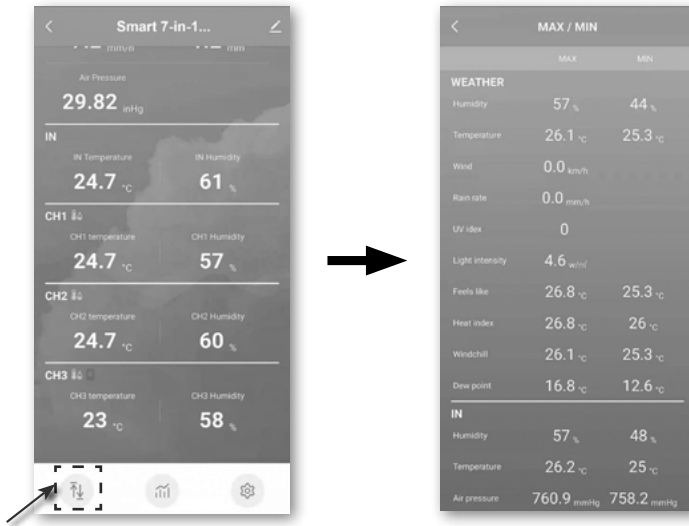 Smart 7-in-1...
mm/h mm
Air Pressure
29.82 inHg
IN
IN Temperature IN Humidity
24.7 °C 61 %
CH1
CH1 temperature CH1 Humidity
24.7 °C 57 %
CH2
CH2 temperature CH2 Humidity
24.7 °C 60 %
CH3
CH3 temperature CH3 Humidity
23 °C 58 %
MAX / MIN
MAX MIN
WEATHER
Humidity 57 % 44 %
Temperature 26.1 °C 25.3 °C
Wind 0.0 km/h
Rain rate 0.0 mm/h
UV idex 0
Light intensity 4.6 w/㎡
Feels like 26.8 °C 25.3 °C
Heat index 26.8 °C 26 °C
Windchill 26.1 °C 25.3 °C
Dew point 16.8 °C 12.6 °C
IN
Humidity 57 % 48 %
Temperature 26.2 °C 25 °C
Air pressure 760.9 mmHg 758.2 mmHg